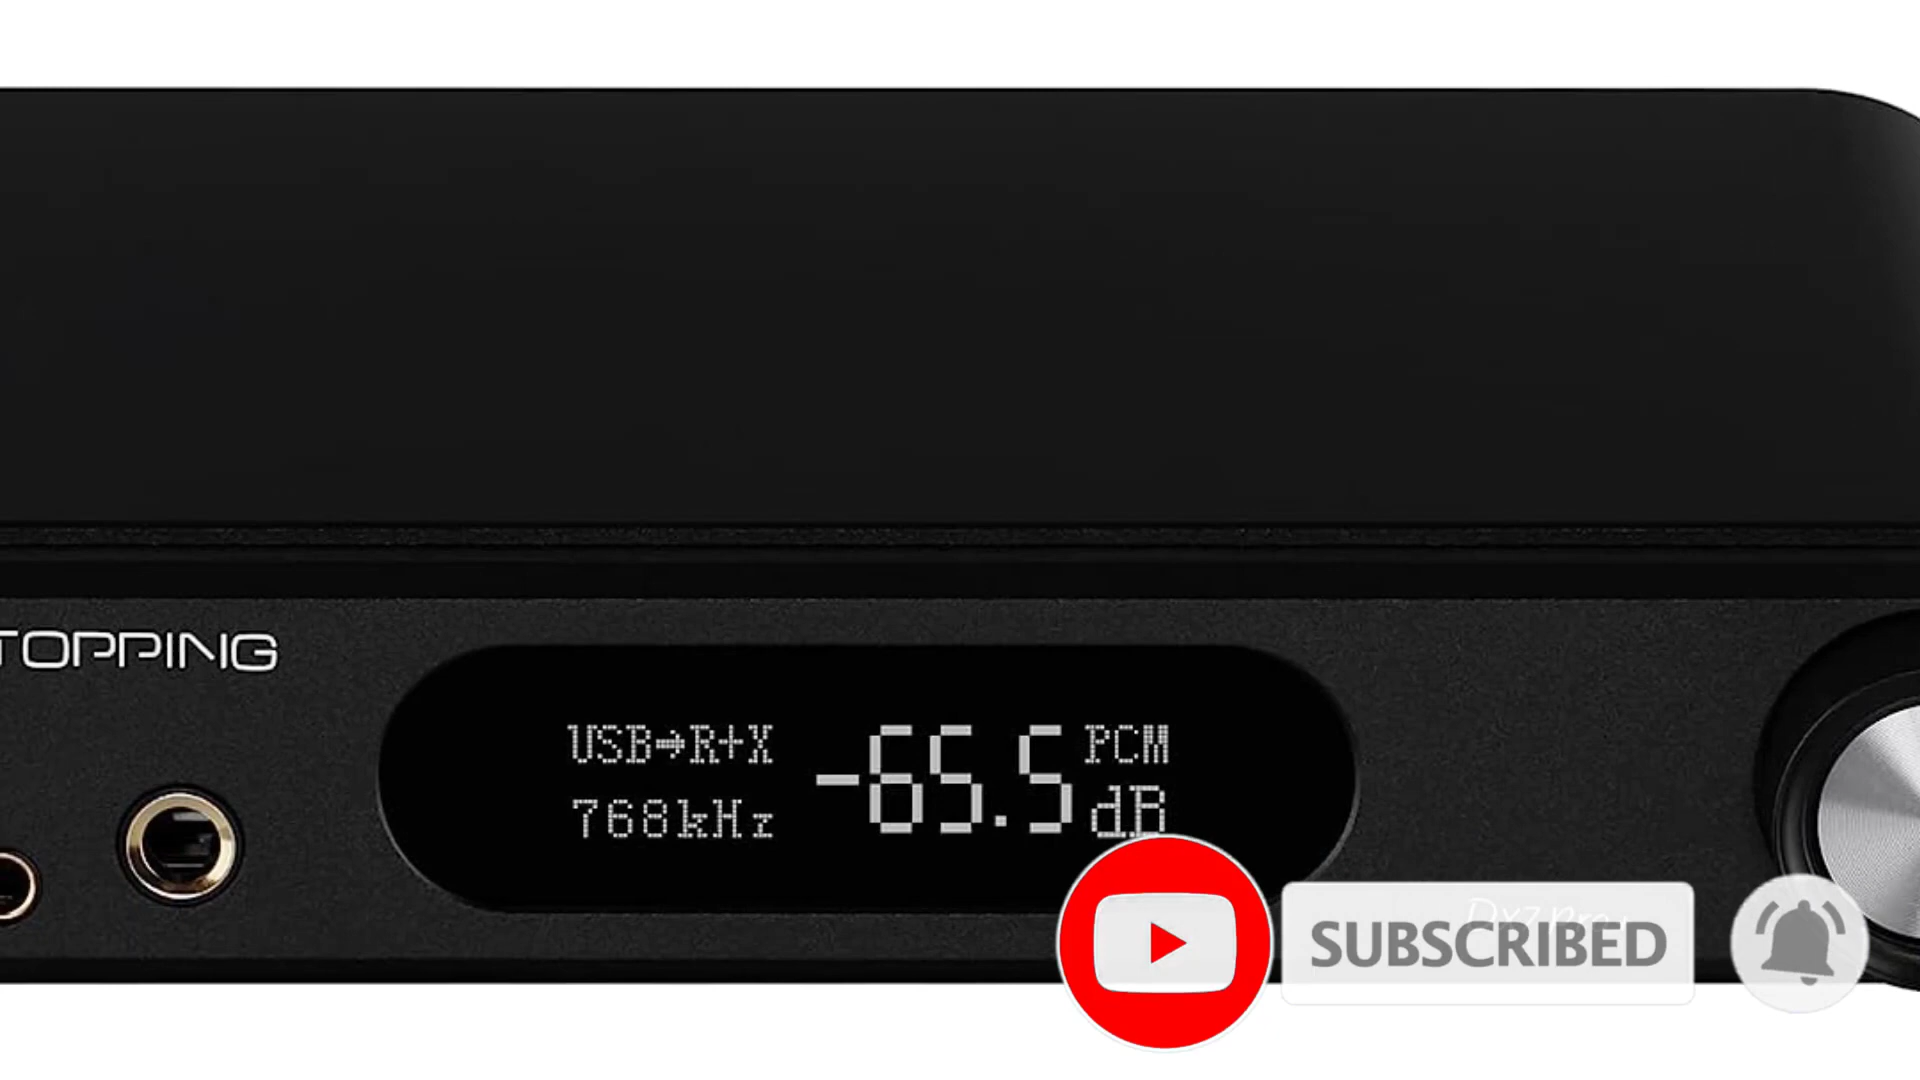 TOPPING
USB→R+X
768kHz
-65.5
PCM
dB
SUBSCRIBED